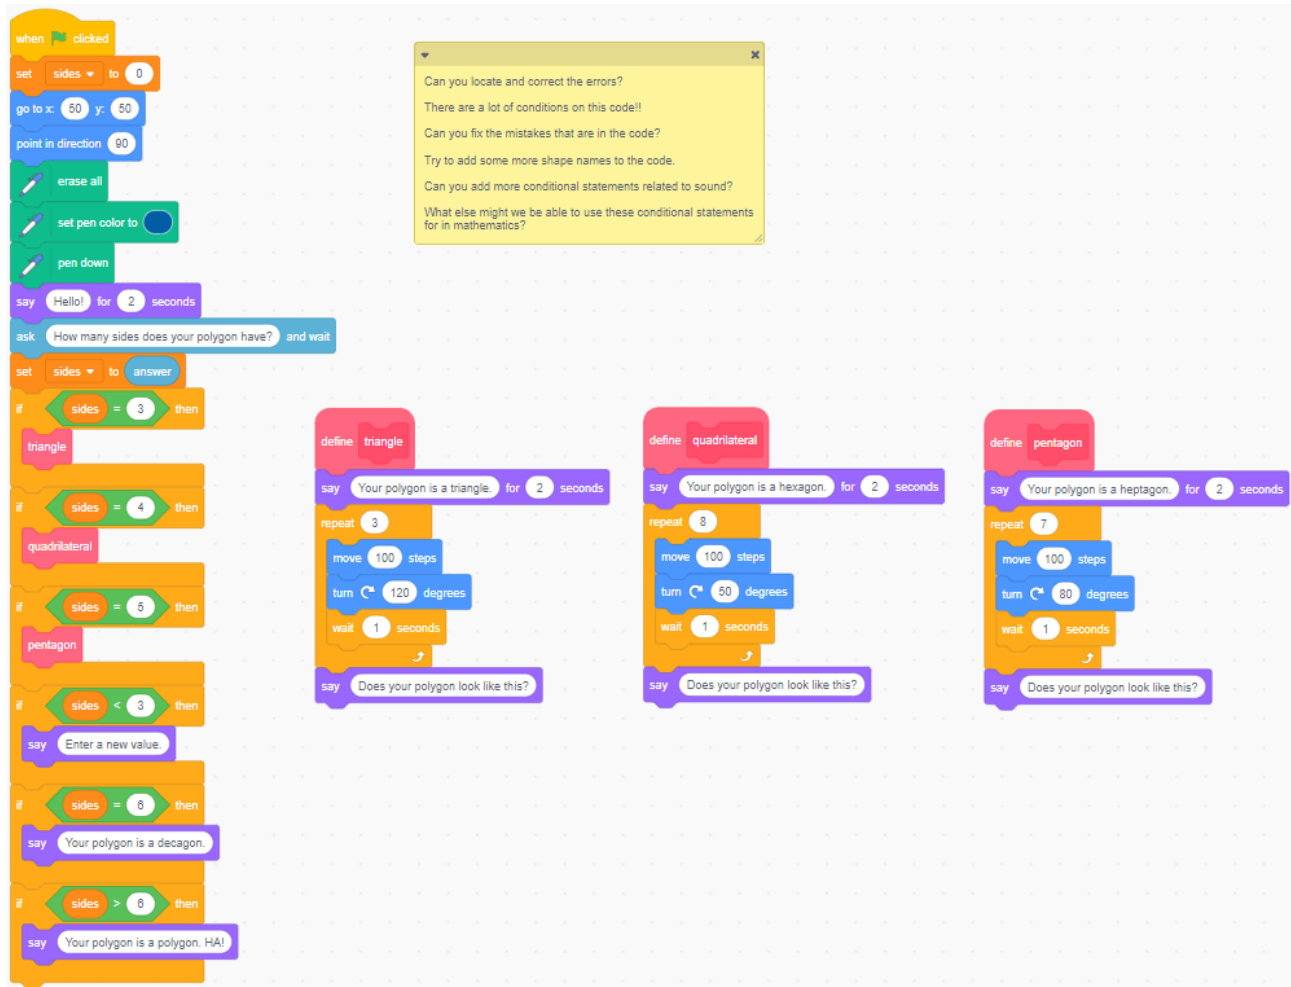 when clicked
set sides to 0
go to x: 50 y: 50
point in direction 90
erase all
set pen color to
pen down
say Hello! for 2 seconds
ask How many sides does your polygon have? and wait
set sides to answer
if sides = 3 then
triangle
if sides = 4 then
quadrilateral
if sides = 5 then
pentagon
if sides < 3 then
say Enter a new value.
if sides = 6 then
say Your polygon is a decagon.
if sides > 6 then
say Your polygon is a polygon. HA!
Can you locate and correct the errors?
There are a lot of conditions on this code!!
Can you fix the mistakes that are in the code?
Try to add some more shape names to the code.
Can you add more conditional statements related to sound?
What else might we be able to use these conditional statements
for in mathematics?
define triangle
say Your polygon is a triangle. for 2 seconds
repeat 3
move 100 steps
turn 120 degrees
wait 1 seconds
say Does your polygon look like this?
define quadrilateral
say Your polygon is a hexagon. for 2 seconds
repeat 8
move 100 steps
turn 50 degrees
wait 1 seconds
say Does your polygon look like this?
define pentagon
say Your polygon is a heptagon. for 2 seconds
repeat 7
move 100 steps
turn 80 degrees
wait 1 seconds
say Does your polygon look like this?